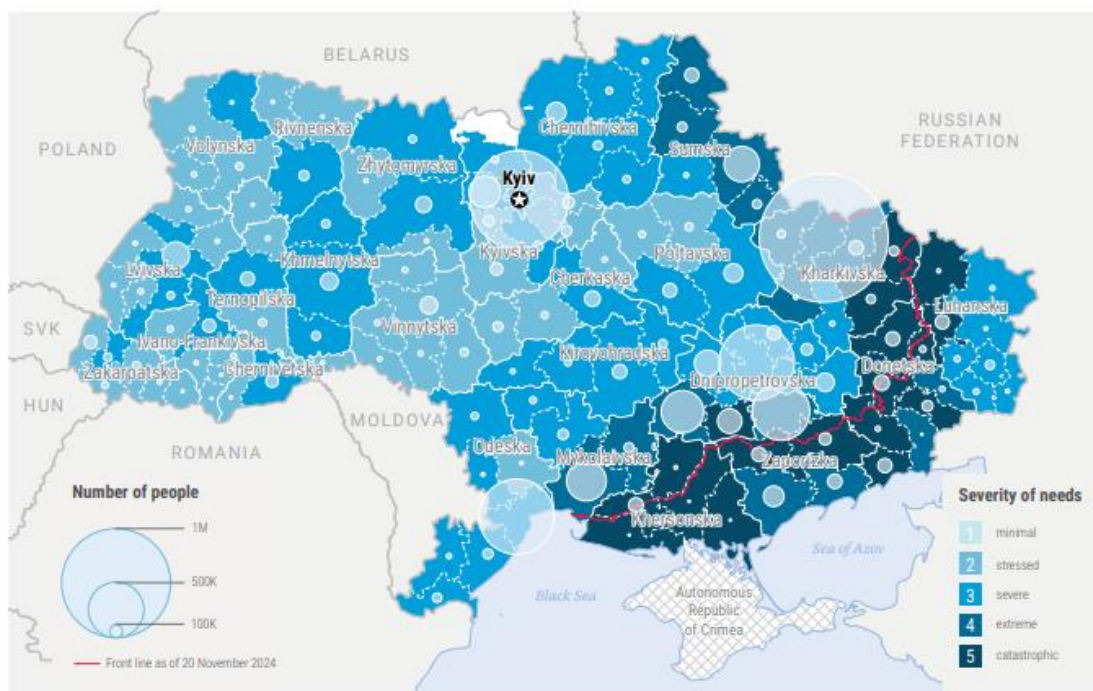 BELARUS
POLAND
RUSSIAN
FEDERATION
Volynska
Rivnenska
Zhytomyrska
Chernihivska
Sumska
Kyiv
Kyivska
Lvivska
Ternopilska
Khmelnytska
Cherkaska
Poltavska
Kharkivska
Luhanska
SVK
Ivano-Frankivska
Vinnytska
Zakarpatska
Chernivetska
Kirovohradska
Dnipropetrovska
Donetska
HUN
MOLDOVA
ROMANIA
Odeska
Mykolaivska
Zaporizka
Khersonska
Black Sea
Sea of Azov
Autonomous
Republic
of Crimea
Number of people
1M
500K
100K
Front line as of 20 November 2024
Severity of needs
1 minimal
2 stressed
3 severe
4 extreme
5 catastrophic